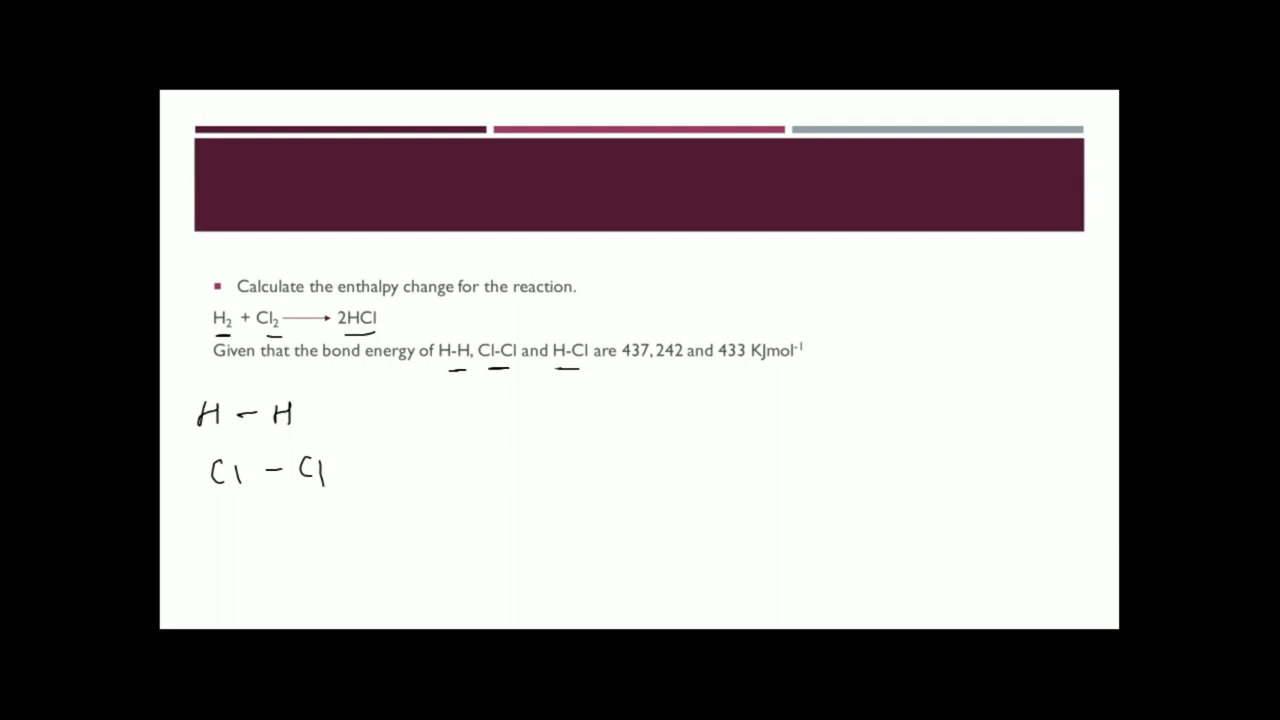 Calculate the enthalpy change for the reaction.
H₂ + Cl₂ ⟶ 2HCl
Given that the bond energy of H-H, Cl-Cl and H-Cl are 437, 242 and 433 KJmol⁻¹
H - H
Cl - Cl